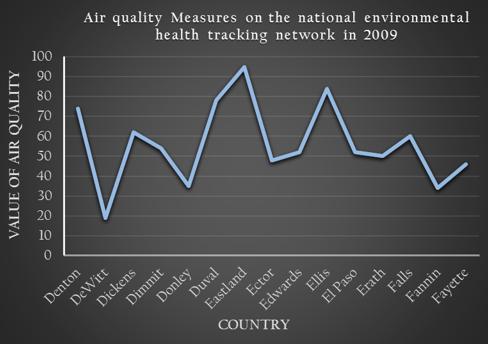 Air quality Measures on the national environmental
health tracking network in 2009
VALUE OF AIR QUALITY
100
90
80
70
60
50
40
30
20
10
0
Denton
DeWitt
Dickens
Dimmit
Donley
Duval
Eastland
Ector
Edwards
Ellis
El Paso
Erath
Falls
Fannin
Fayette
COUNTRY